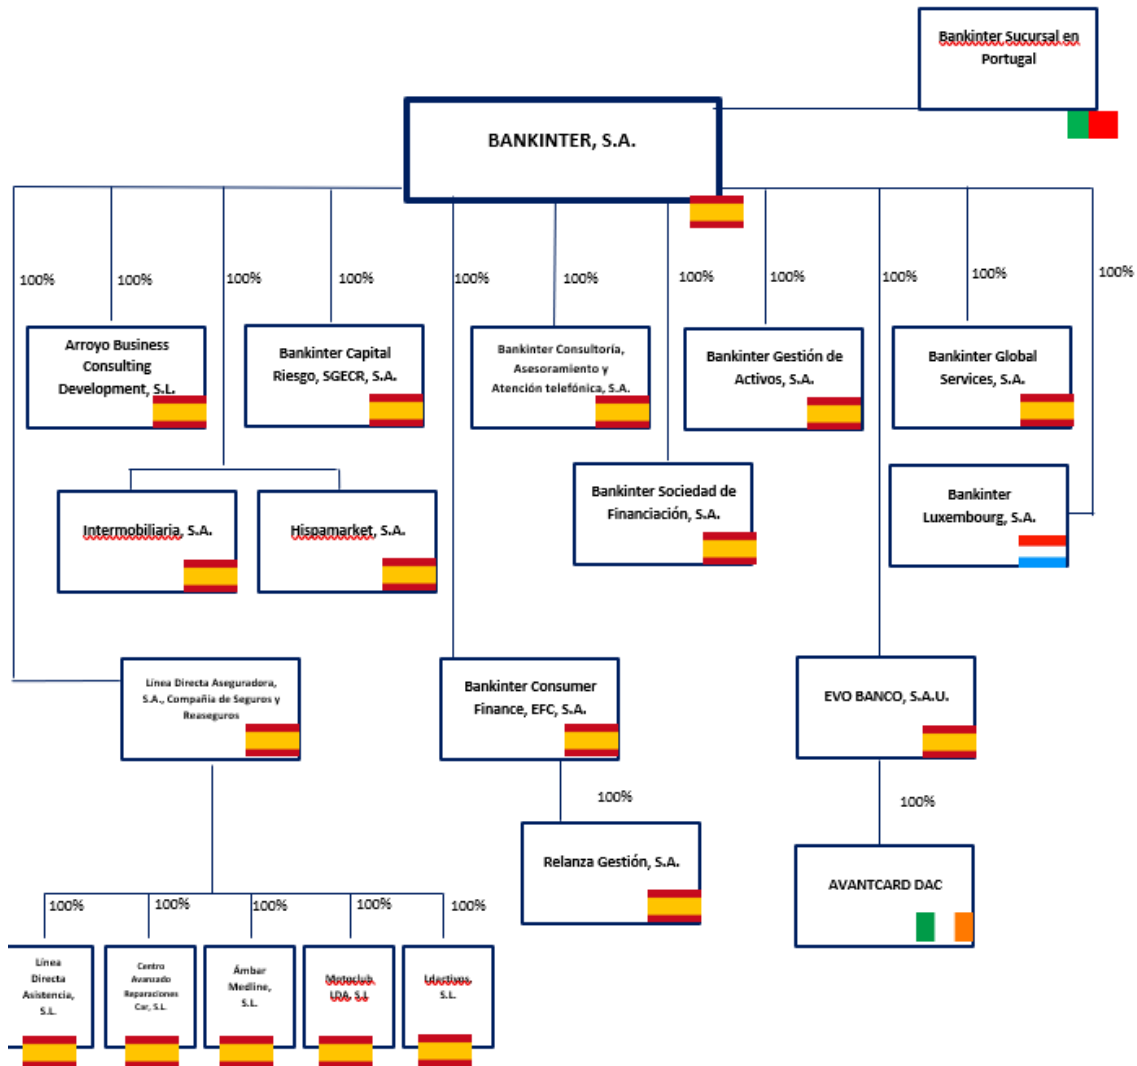 Bankinter Sucursal en
Portugal
BANKINTER, S.A.
100%
100%
100%
100%
100%
100%
100%
100%
100%
100%
Arroyo Business
Consulting
Development, S.L.
Bankinter Capital
Riesgo, SGECR, S.A.
Bankinter Consultoría,
Asesoramiento y
Atención telefónica, S.A.
Bankinter Gestión de
Activos, S.A.
Bankinter Global
Services, S.A.
Intermobiliaria, S.A.
Hispamarket, S.A.
Bankinter Sociedad de
Financiación, S.A.
Bankinter
Luxembourg, S.A.
Línea Directa Aseguradora,
S.A., Compañía de Seguros y
Reaseguros
Bankinter Consumer
Finance, EFC, S.A.
EVO BANCO, S.A.U.
100%
100%
Relanza Gestión, S.A.
AVANTCARD DAC
100%
100%
100%
100%
100%
Línea
Directa
Asistencia,
S.L.
Centro
Avanzado
Reparaciones
Car, S.L.
Ámbar
Medline,
S.L.
Motoclub
LDA, S.L
Ldactivos,
S.L.